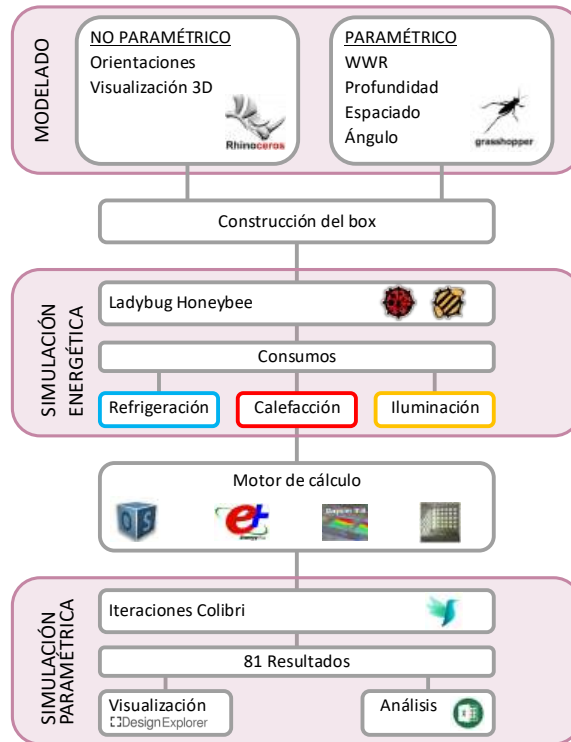 MODELADO
NO PARAMÉTRICO
Orientaciones
Visualización 3D
Rhinoceros
PARAMÉTRICO
WWR
Profundidad
Espaciado
Ángulo
grasshopper
Construcción del box
SIMULACIÓN
ENERGÉTICA
Ladybug Honeybee
Consumos
Refrigeración
Calefacción
Iluminación
Motor de cálculo
OS
e+
SIMULACIÓN
PARAMÉTRICA
Iteraciones Colibri
81 Resultados
Visualización
DesignExplorer
Análisis